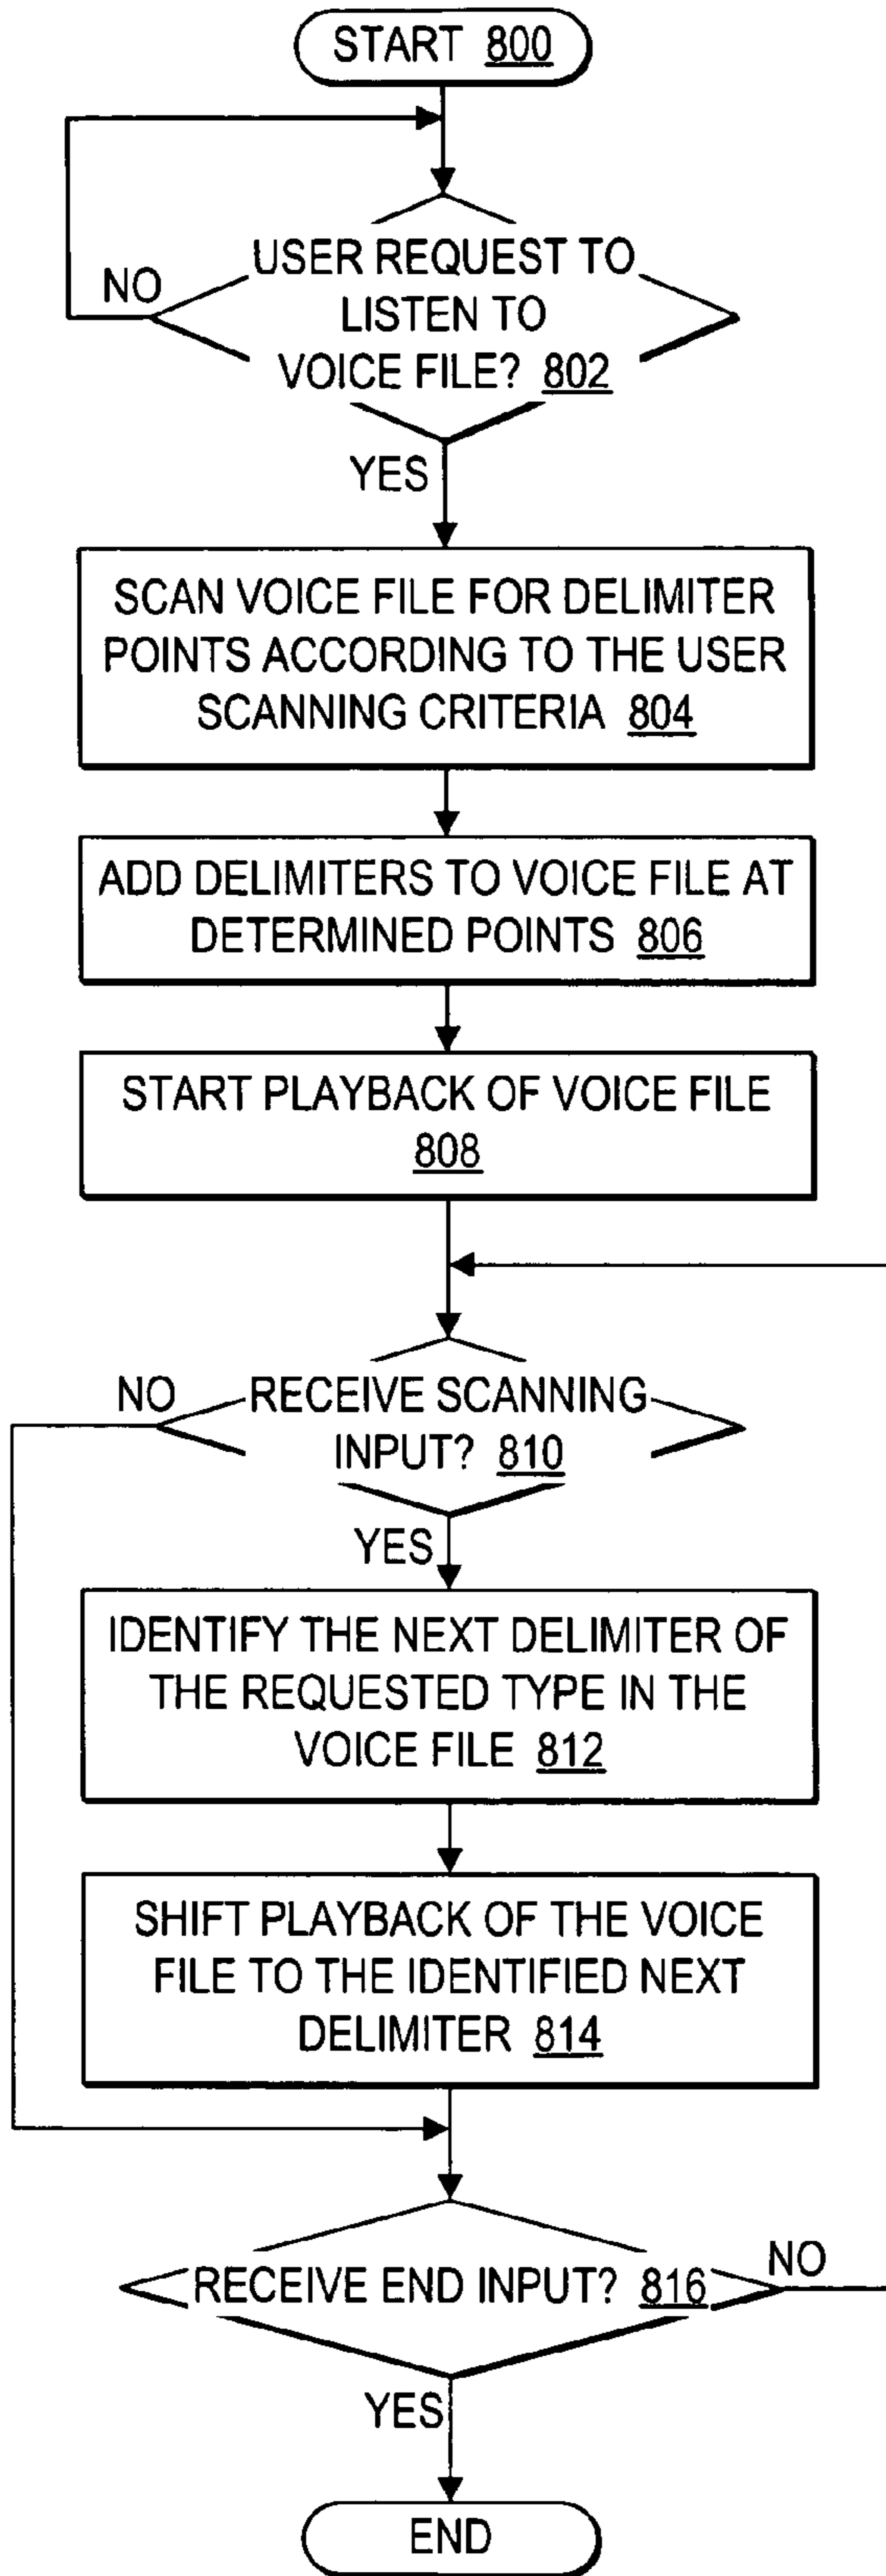 START 800
USER REQUEST TO
LISTEN TO
VOICE FILE? 802
NO
YES
SCAN VOICE FILE FOR DELIMITER
POINTS ACCORDING TO THE USER
SCANNING CRITERIA 804
ADD DELIMITERS TO VOICE FILE AT
DETERMINED POINTS 806
START PLAYBACK OF VOICE FILE
808
NO
RECEIVE SCANNING
INPUT? 810
YES
IDENTIFY THE NEXT DELIMITER OF
THE REQUESTED TYPE IN THE
VOICE FILE 812
SHIFT PLAYBACK OF THE VOICE
FILE TO THE IDENTIFIED NEXT
DELIMITER 814
RECEIVE END INPUT? 816
NO
YES
END